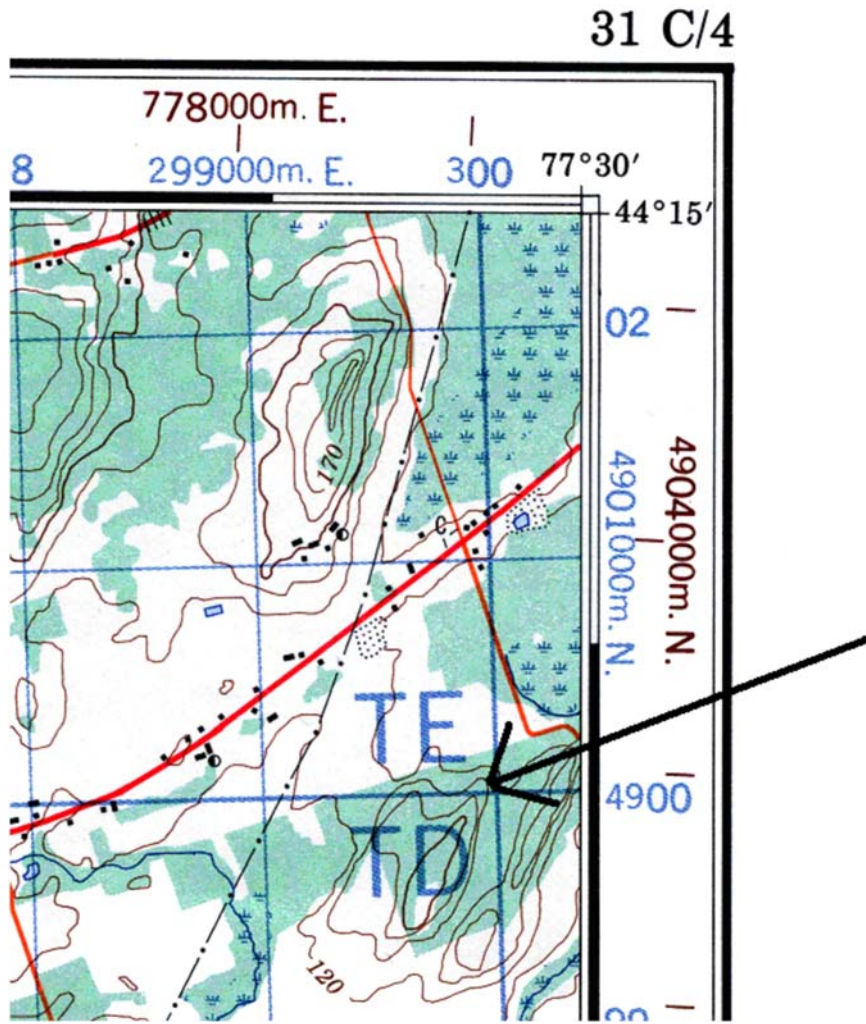 31 C/4
778000m. E.
8 299000m. E. 300 77°30′
44°15′
02
170
4901000m. N.
4904000m. N.
C
TE
4900
TD
120